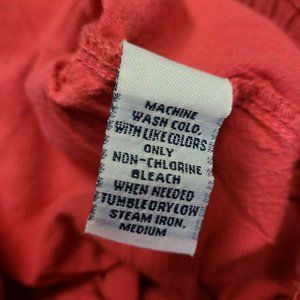 MACHINE
WASH COLD.
WITH LIKE COLORS
ONLY
NON-CHLORINE
BLEACH
WHEN NEEDED
TUMBLE DRY LOW
STEAM IRON,
MEDIUM